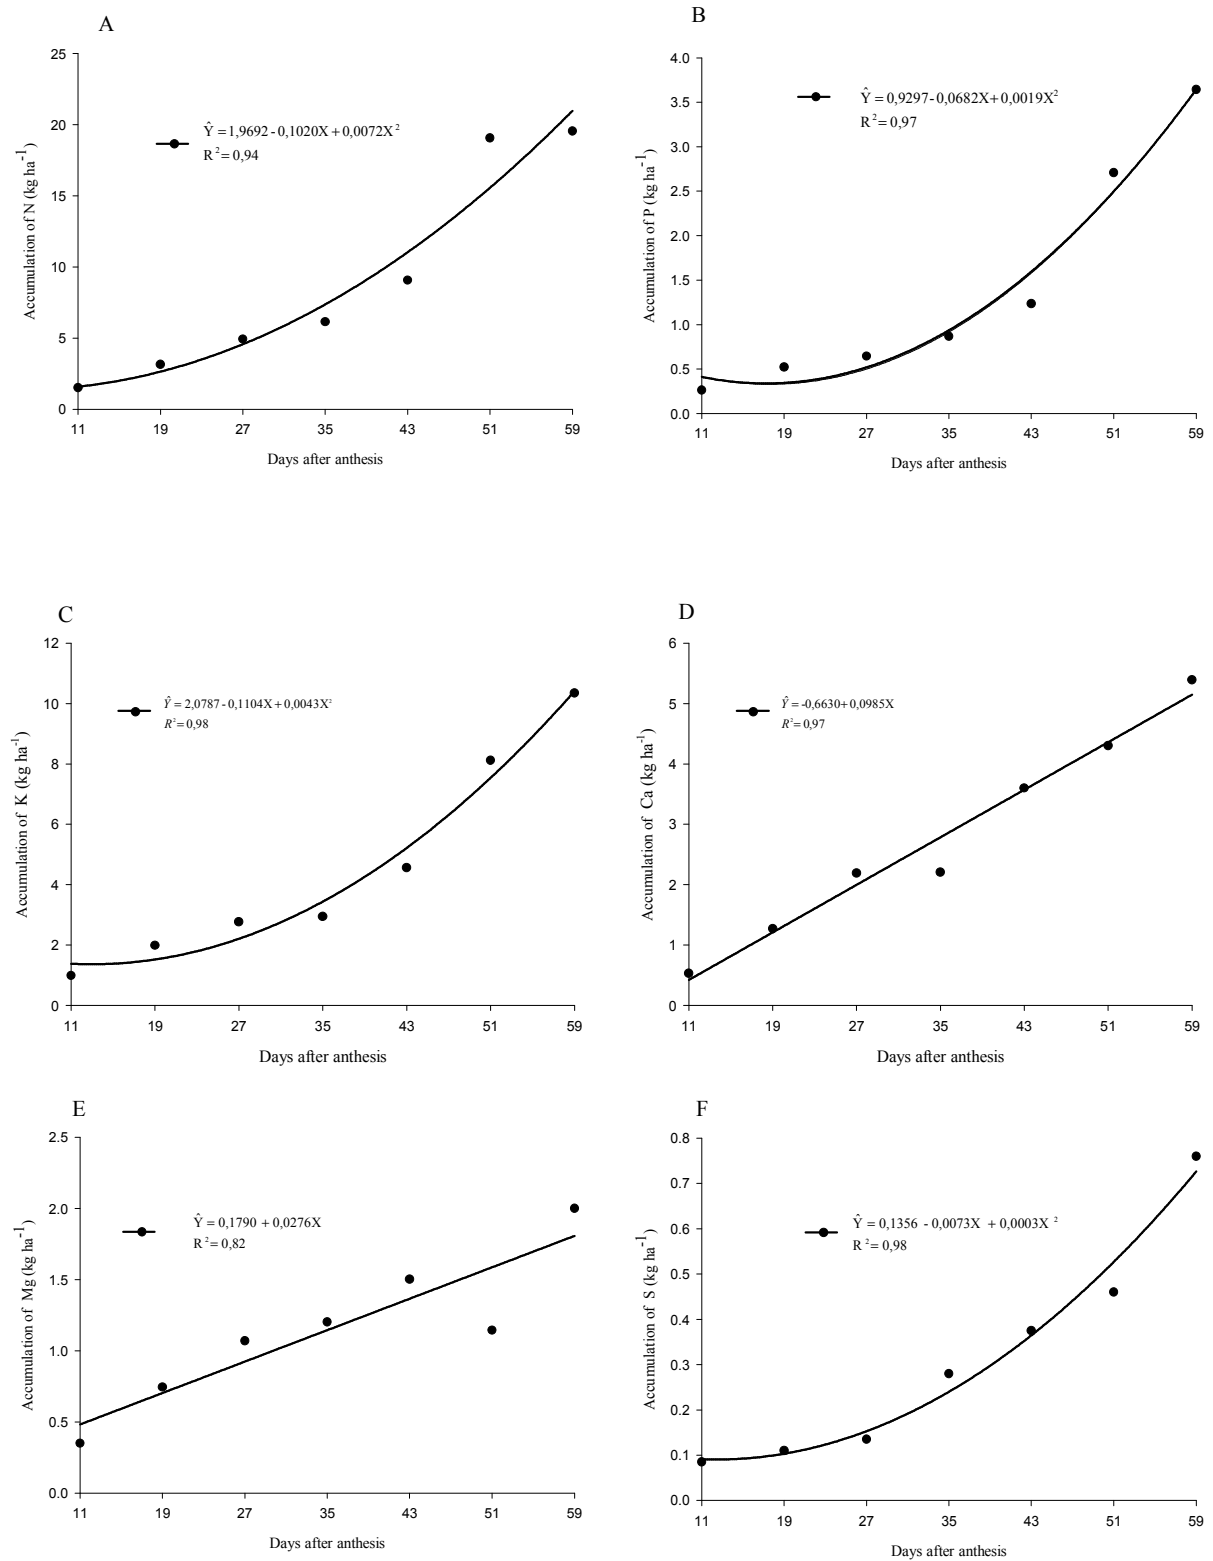 A
25
20
15
10
5
0
Accumulation of N (kg ha⁻¹)
Ŷ = 1,9692 - 0,1020X + 0,0072X²
R² = 0,94
11 19 27 35 43 51 59
Days after anthesis
B
4.0
3.5
3.0
2.5
2.0
1.5
1.0
0.5
0.0
Accumulation of P (kg ha⁻¹)
Ŷ = 0,9297 - 0,0682X + 0,0019X²
R² = 0,97
11 19 27 35 43 51 59
Days after anthesis
C
12
10
8
6
4
2
0
Accumulation of K (kg ha⁻¹)
Ŷ = 2,0787 - 0,1104X + 0,0043X²
R² = 0,98
11 19 27 35 43 51 59
Days after anthesis
D
6
5
4
3
2
1
0
Accumulation of Ca (kg ha⁻¹)
Ŷ = -0,6630 + 0,0985X
R² = 0,97
11 19 27 35 43 51 59
Days after anthesis
E
2.5
2.0
1.5
1.0
0.5
0.0
Accumulation of Mg (kg ha⁻¹)
Ŷ = 0,1790 + 0,0276X
R² = 0,82
11 19 27 35 43 51 59
Days after anthesis
F
0.8
0.7
0.6
0.5
0.4
0.3
0.2
0.1
0.0
Accumulation of S (kg ha⁻¹)
Ŷ = 0,1356 - 0,0073X + 0,0003X²
R² = 0,98
11 19 27 35 43 51 59
Days after anthesis